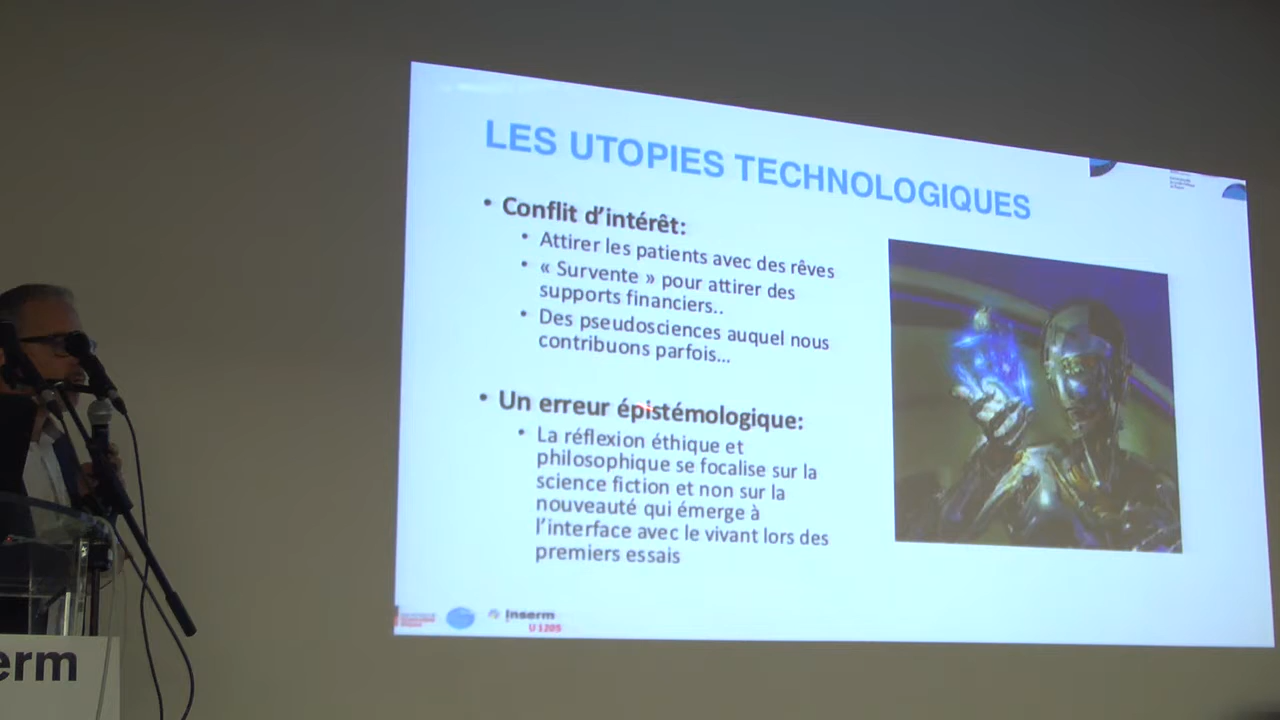 LES UTOPIES TECHNOLOGIQUES
• Conflit d’intérêt:
• Attirer les patients avec des rêves
• « Survente » pour attirer des
supports financiers..
• Des pseudosciences auquel nous
contribuons parfois...
• Un erreur épistémologique:
• La réflexion éthique et
philosophique se focalise sur la
science fiction et non sur la
nouveauté qui émerge à
l’interface avec le vivant lors des
premiers essais
Inserm
U 1205
erm